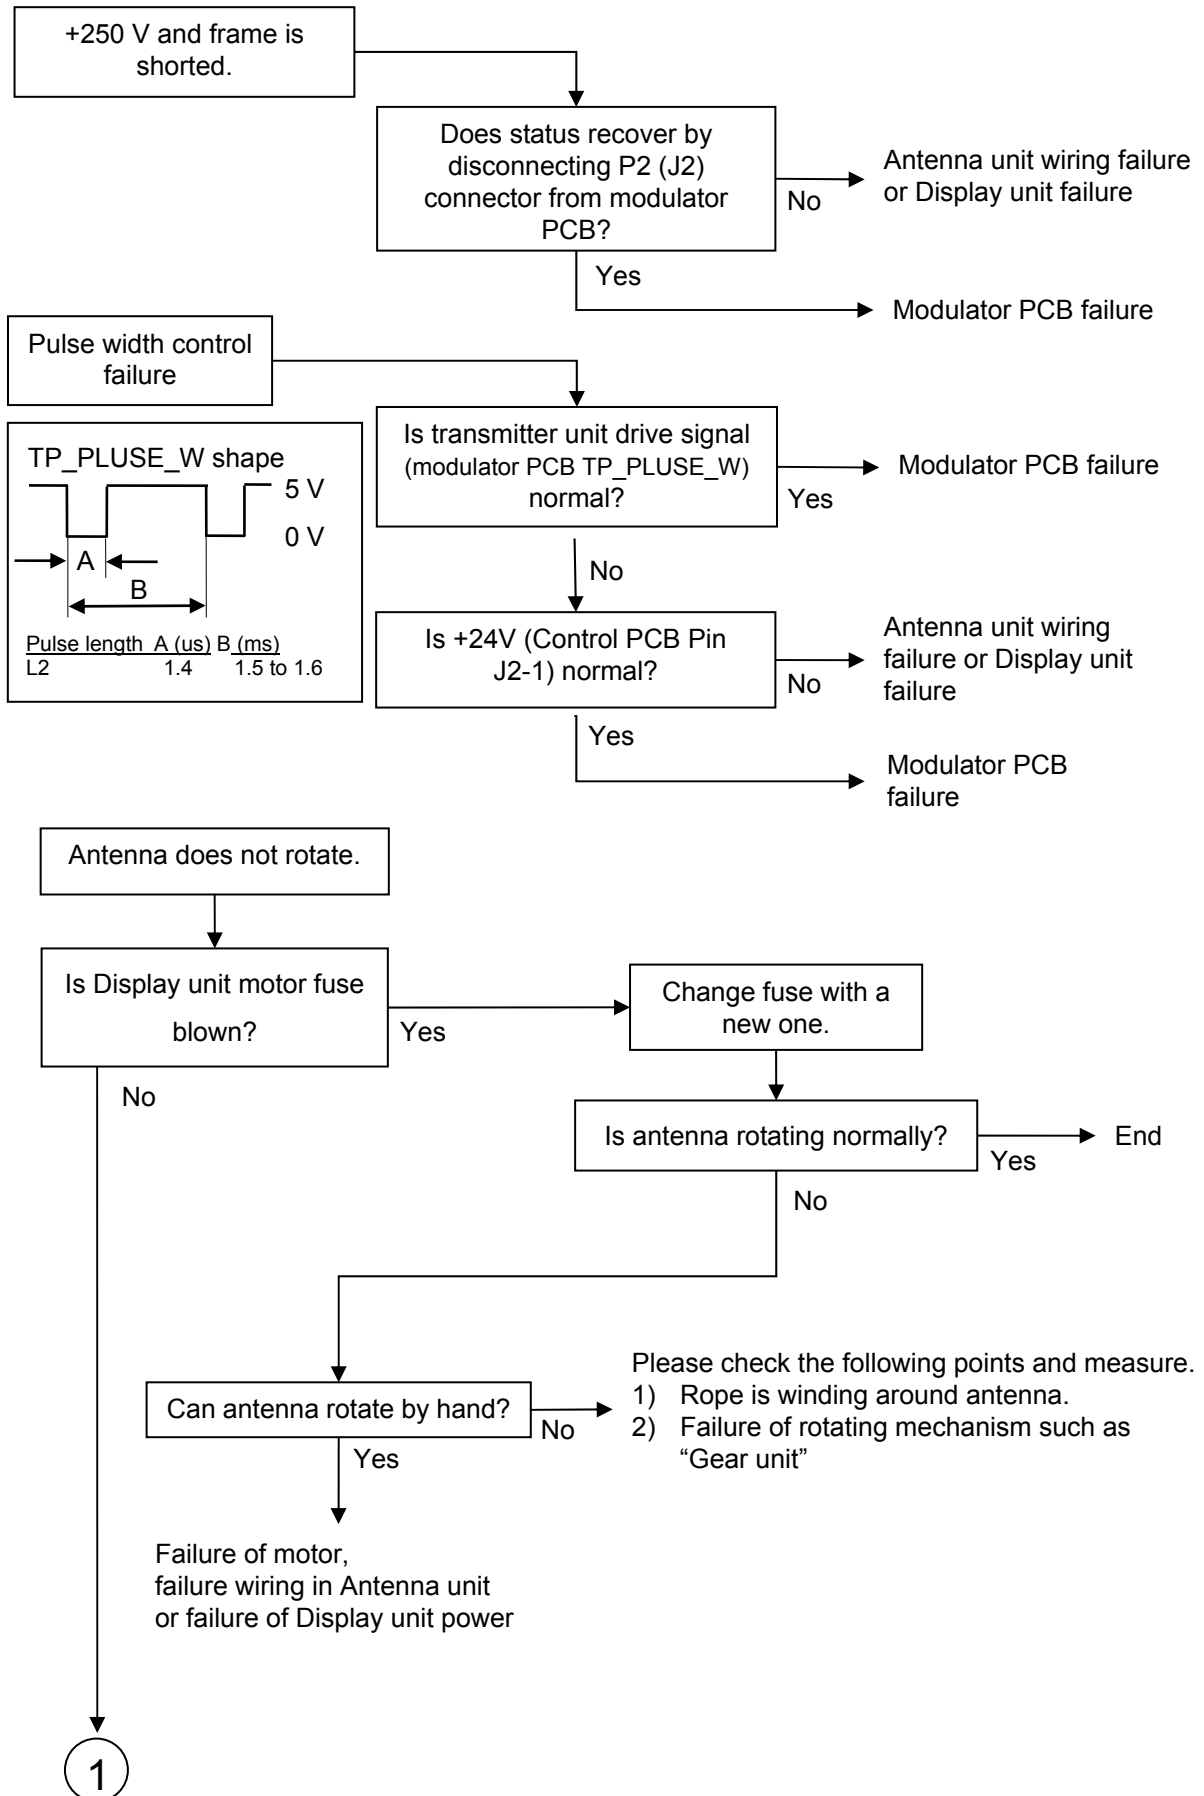 +250 V and frame is
shorted.
Does status recover by
disconnecting P2 (J2)
connector from modulator
PCB?
No
Antenna unit wiring failure
or Display unit failure
Yes
Modulator PCB failure
Pulse width control
failure
Is transmitter unit drive signal
(modulator PCB TP_PLUSE_W)
normal?
Yes
Modulator PCB failure
TP_PLUSE_W shape
5 V
0 V
A
B
Pulse length A (us) B (ms)
L2 1.4 1.5 to 1.6
No
Is +24V (Control PCB Pin
J2-1) normal?
No
Antenna unit wiring
failure or Display unit
failure
Yes
Modulator PCB
failure
Antenna does not rotate.
Is Display unit motor fuse
blown?
Yes
Change fuse with a
new one.
No
Is antenna rotating normally?
Yes
End
No
Can antenna rotate by hand?
No
Please check the following points and measure.
1) Rope is winding around antenna.
2) Failure of rotating mechanism such as
“Gear unit”
Yes
Failure of motor,
failure wiring in Antenna unit
or failure of Display unit power
1